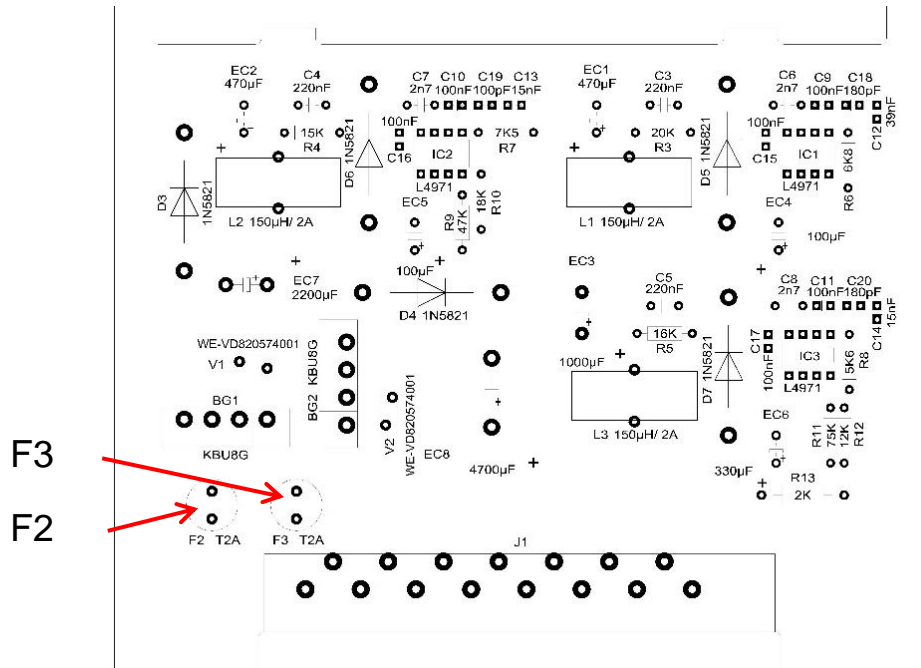 EC2
470µF
C4
220nF
C7
2n7
C10
100nF
C19
100pF
C13
15nF
EC1
470µF
C3
220nF
C6
2n7
C9
100nF
C18
180pF
39nF
C12
100nF
C16
15K
R4
1N5821
D6
IC2
L4971
7K5
R7
20K
R3
1N5821
D5
100nF
C15
IC1
L4971
6K8
R6
D3
1N5821
L2 150µH/ 2A
EC5
100µF
R9
47K
18K
R10
L1 150µH/ 2A
EC4
100µF
EC7
2200µF
D4 1N5821
EC3
1000µF
C5
220nF
16K
R5
C8
2n7
C11
100nF
C20
180pF
15nF
C14
C17
100nF
IC3
L4971
5K6
R8
D7 1N5821
WE-VD820574001
V1
BG1
KBU8G
BG2 KBU8G
V2
WE-VD820574001
EC8
4700µF
L3 150µH/ 2A
EC6
330µF
R11
75K
12K
R12
R13
2K
F3
F2
F2 T2A
F3 T2A
J1